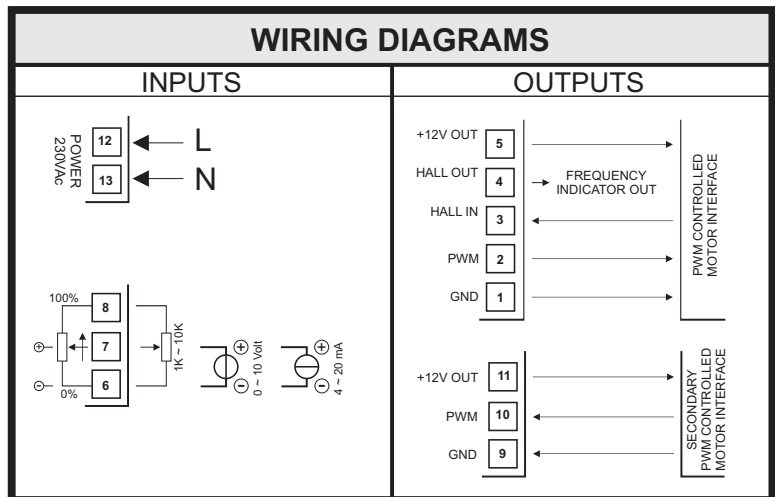 WIRING DIAGRAMS
INPUTS
POWER
230VAc
12
L
13
N
100%
8
7
6
0%
+
-
1K ~ 10K
+
-
0 ~ 10 Volt
+
-
4 ~ 20 mA
OUTPUTS
+12V OUT
5
HALL OUT
4
FREQUENCY
INDICATOR OUT
HALL IN
3
PWM
2
GND
1
PWM CONTROLLED
MOTOR INTERFACE
+12V OUT
11
PWM
10
GND
9
SECONDARY
PWM CONTROLLED
MOTOR INTERFACE